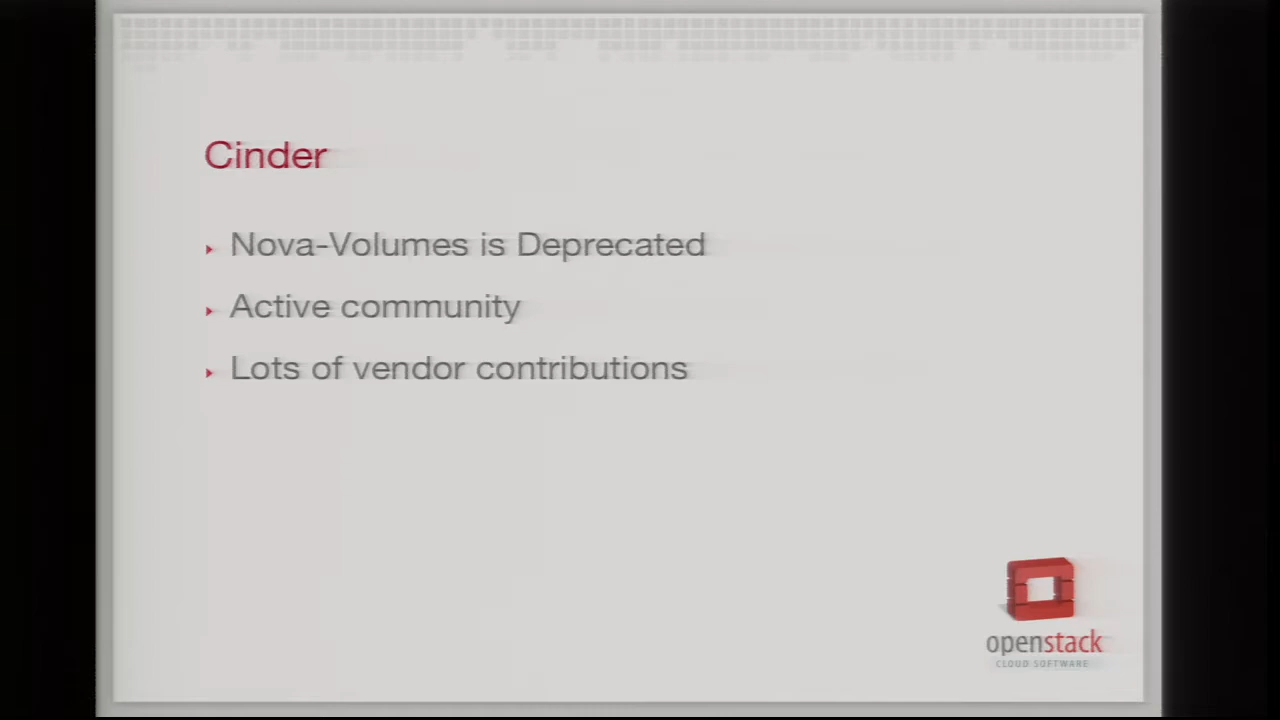 Cinder
Nova-Volumes is Deprecated
Active community
Lots of vendor contributions
openstack
CLOUD SOFTWARE